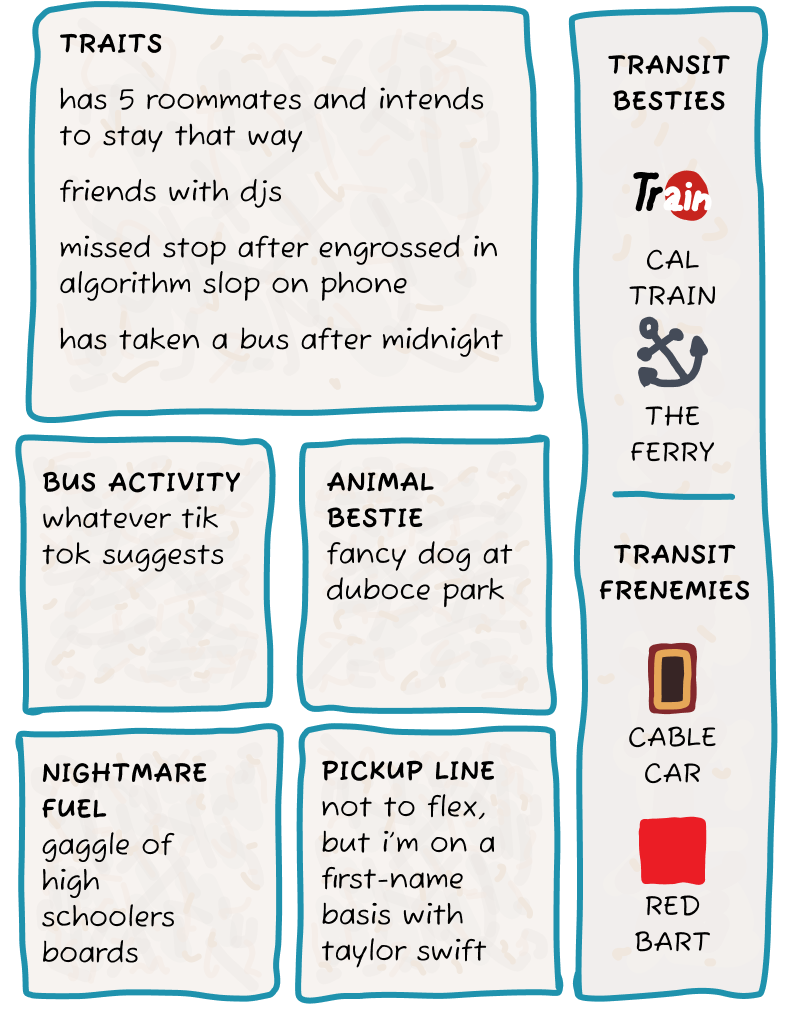 TRAITS
has 5 roommates and intends
to stay that way
friends with djs
missed stop after engrossed in
algorithm slop on phone
has taken a bus after midnight
BUS ACTIVITY
whatever tik
tok suggests
ANIMAL
BESTIE
fancy dog at
duboce park
NIGHTMARE
FUEL
gaggle of
high
schoolers
boards
PICKUP LINE
not to flex,
but i'm on a
first-name
basis with
taylor swift
TRANSIT
BESTIES
Train
CAL
TRAIN
THE
FERRY
TRANSIT
FRENEMIES
CABLE
CAR
RED
BART